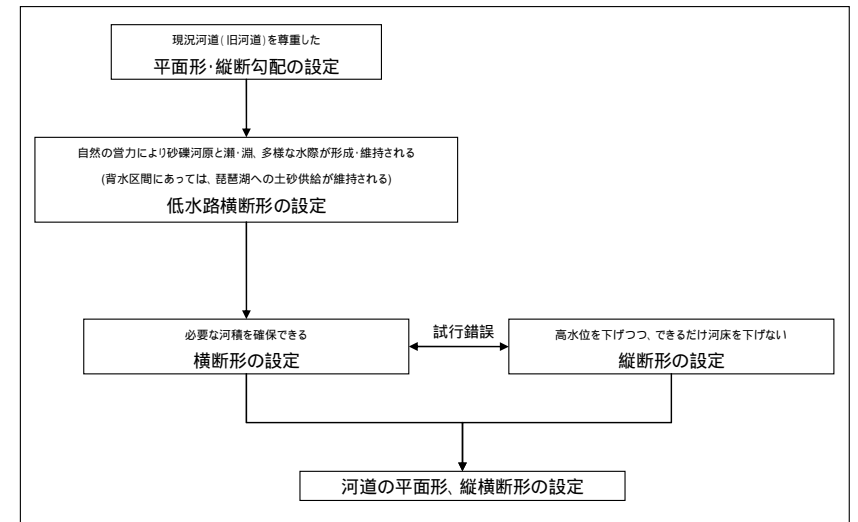 現況河道(旧河道)を尊重した
平面形・縦断勾配の設定
自然の営力により砂礫河原と瀬・淵、多様な水際が形成・維持される
(背水区間にあっては、琵琶湖への土砂供給が維持される)
低水路横断形の設定
必要な河積を確保できる
横断形の設定
試行錯誤
高水位を下げつつ、できるだけ河床を下げない
縦断形の設定
河道の平面形、縦横断形の設定